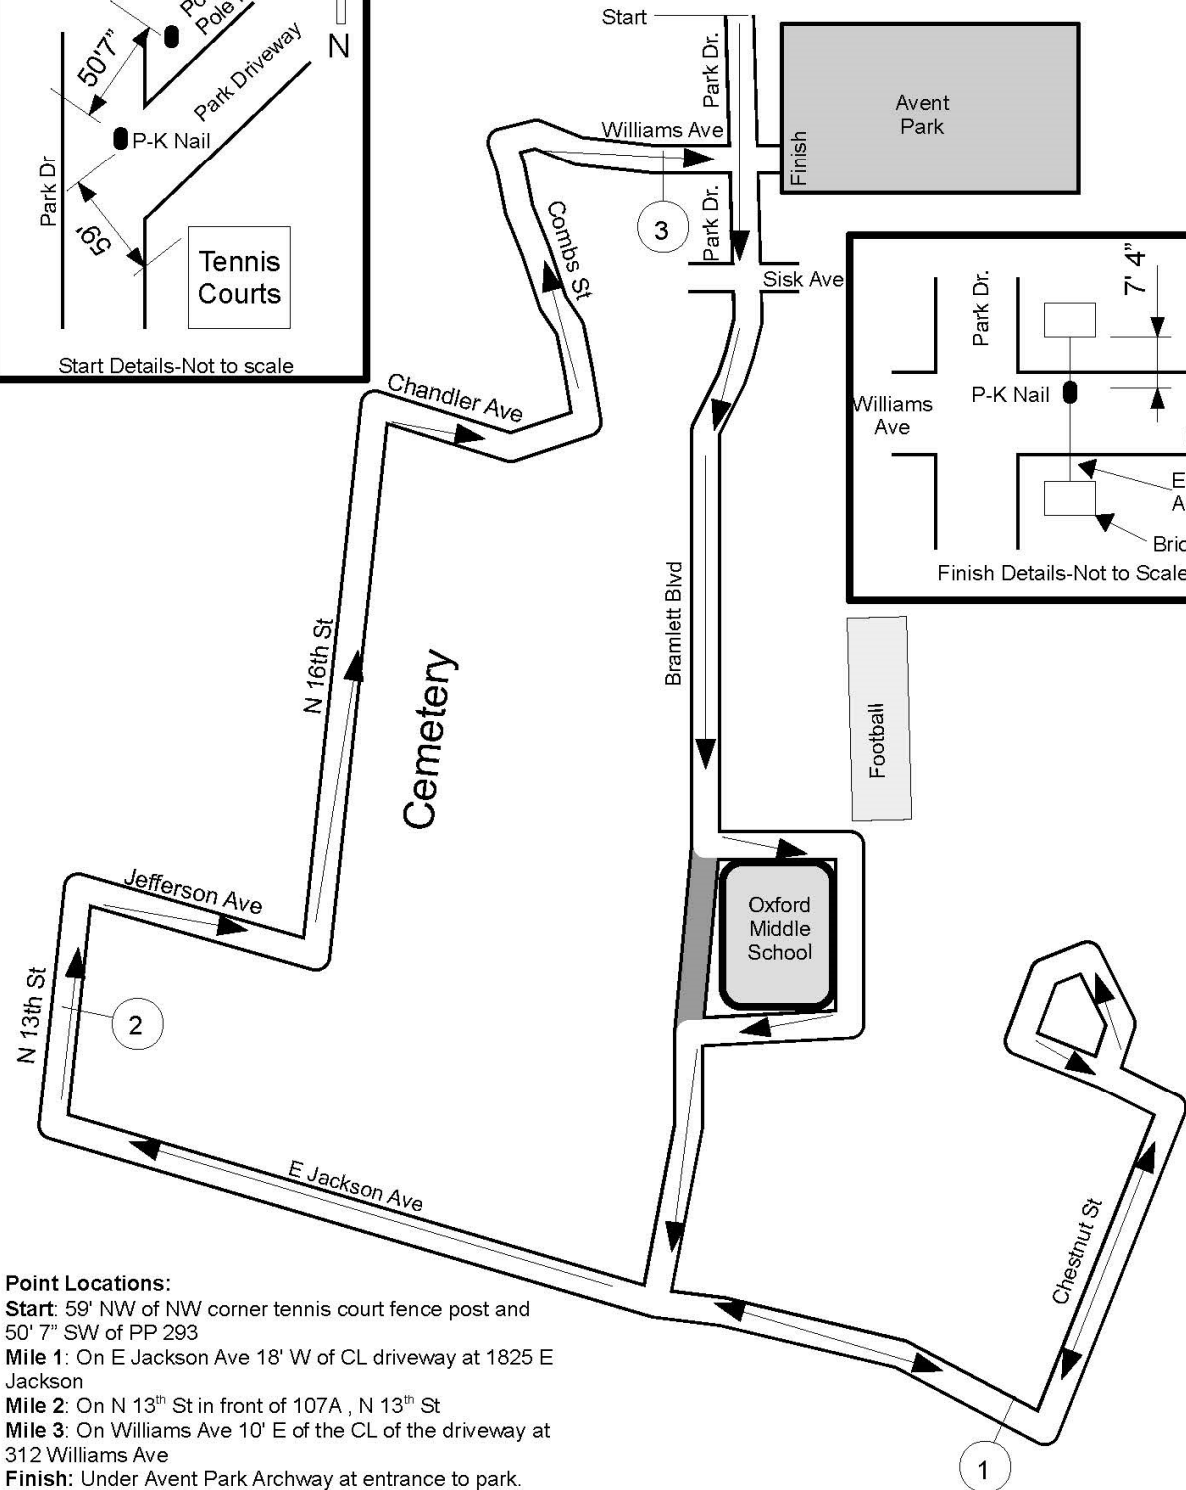 Pole
50'7”
Park Driveway
N
P-K Nail
Park Dr
59'
Tennis
Courts
Start Details-Not to scale
Start
Park Dr.
Avent
Park
Williams Ave
Finish
3
Park Dr.
Combs St
Sisk Ave
Chandler Ave
7' 4”
Park Dr.
P-K Nail
Williams
Ave
Finish Details-Not to Scale
N 16th St
Cemetery
Bramlett Blvd
Football
Jefferson Ave
Oxford
Middle
School
N 13th St
2
E Jackson Ave
Chestnut St
1
Point Locations:
Start: 59' NW of NW corner tennis court fence post and
50' 7” SW of PP 293
Mile 1: On E Jackson Ave 18' W of CL driveway at 1825 E
Jackson
Mile 2: On N 13th St in front of 107A , N 13th St
Mile 3: On Williams Ave 10' E of the CL of the driveway at
312 Williams Ave
Finish: Under Avent Park Archway at entrance to park.